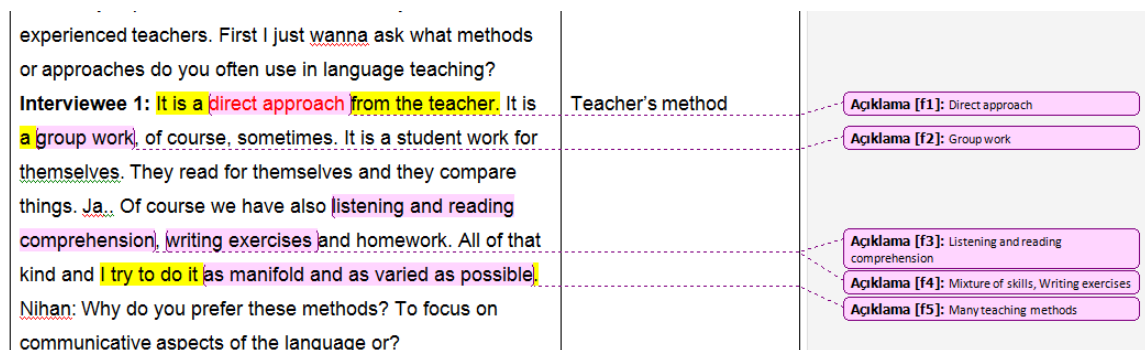 experienced teachers. First I just wanna ask what methods
or approaches do you often use in language teaching?
Interviewee 1: It is a direct approach from the teacher. It is
a group work, of course, sometimes. It is a student work for
themselves. They read for themselves and they compare
things. Ja.. Of course we have also listening and reading
comprehension, writing exercises and homework. All of that
kind and I try to do it as manifold and as varied as possible.
Nihan: Why do you prefer these methods? To focus on
communicative aspects of the language or?
Teacher's method
Açıklama [f1]: Direct approach
Açıklama [f2]: Group work
Açıklama [f3]: Listening and reading
comprehension
Açıklama [f4]: Mixture of skills, Writing exercises
Açıklama [f5]: Many teaching methods